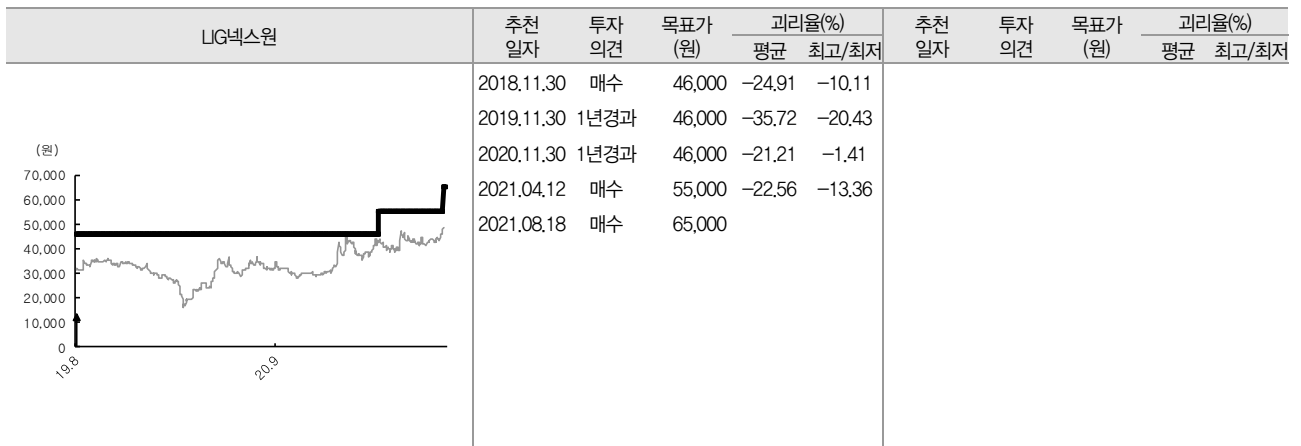 LIG넥스원
추천 일자 투자 의견 목표가 (원) 괴리율(%) 평균 최고/최저
추천 일자 투자 의견 목표가 (원) 괴리율(%) 평균 최고/최저
2018.11.30 매수 46,000 -24.91 -10.11
2019.11.30 1년경과 46,000 -35.72 -20.43
2020.11.30 1년경과 46,000 -21.21 -1.41
2021.04.12 매수 55,000 -22.56 -13.36
2021.08.18 매수 65,000
(원)
70,000
60,000
50,000
40,000
30,000
20,000
10,000
0
19.8 20.9